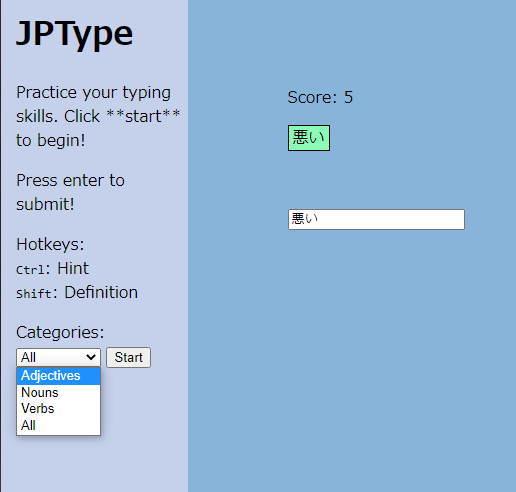 JPType
Practice your typing
skills. Click **start**
to begin!
Press enter to
submit!
Hotkeys:
Ctrl: Hint
Shift: Definition
Categories:
All Start
Adjectives
Nouns
Verbs
All
Score: 5
悪い
悪い